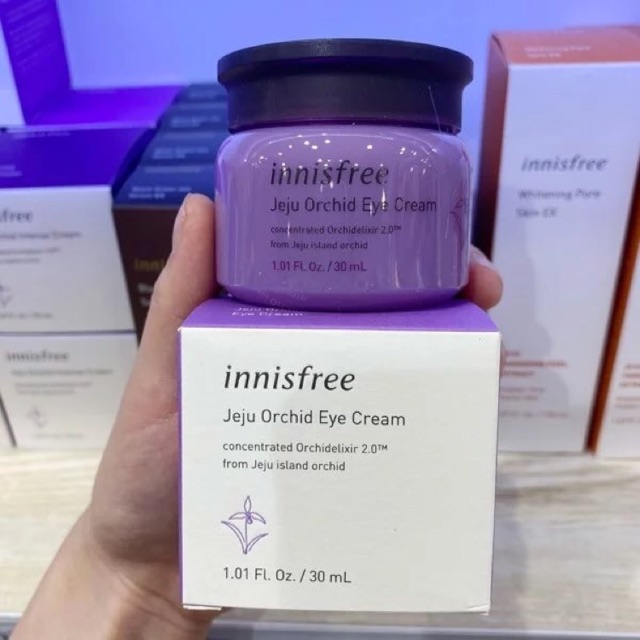 innisfree
Jeju Orchid Eye Cream
concentrated Orchidelixir 2.0™
from Jeju island orchid
1.01 Fl. Oz. / 30 mL
Eye Cream
innisfree
Jeju Orchid Eye Cream
concentrated Orchidelixir 2.0™
from Jeju island orchid
1.01 Fl. Oz. / 30 mL
innisfree
Whitening Pore
Skin EX
innisfree